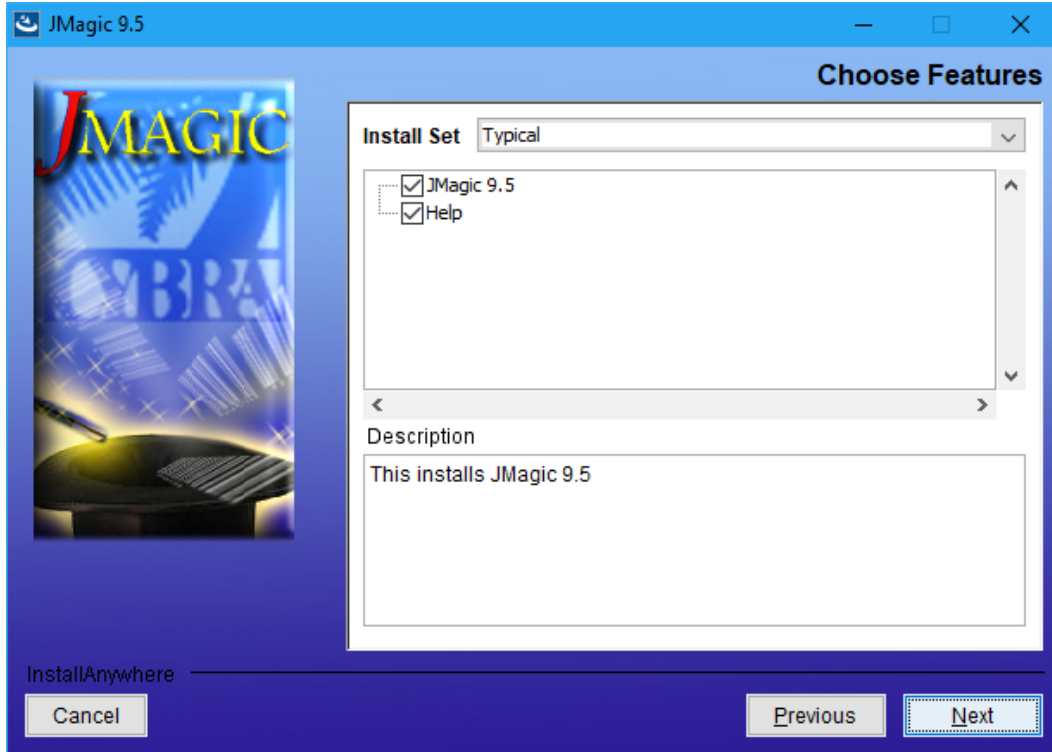 JMagic 9.5
Choose Features
JMAGIC
CYBRA
Install Set Typical
JMagic 9.5
Help
Description
This installs JMagic 9.5
InstallAnywhere
Cancel
Previous
Next